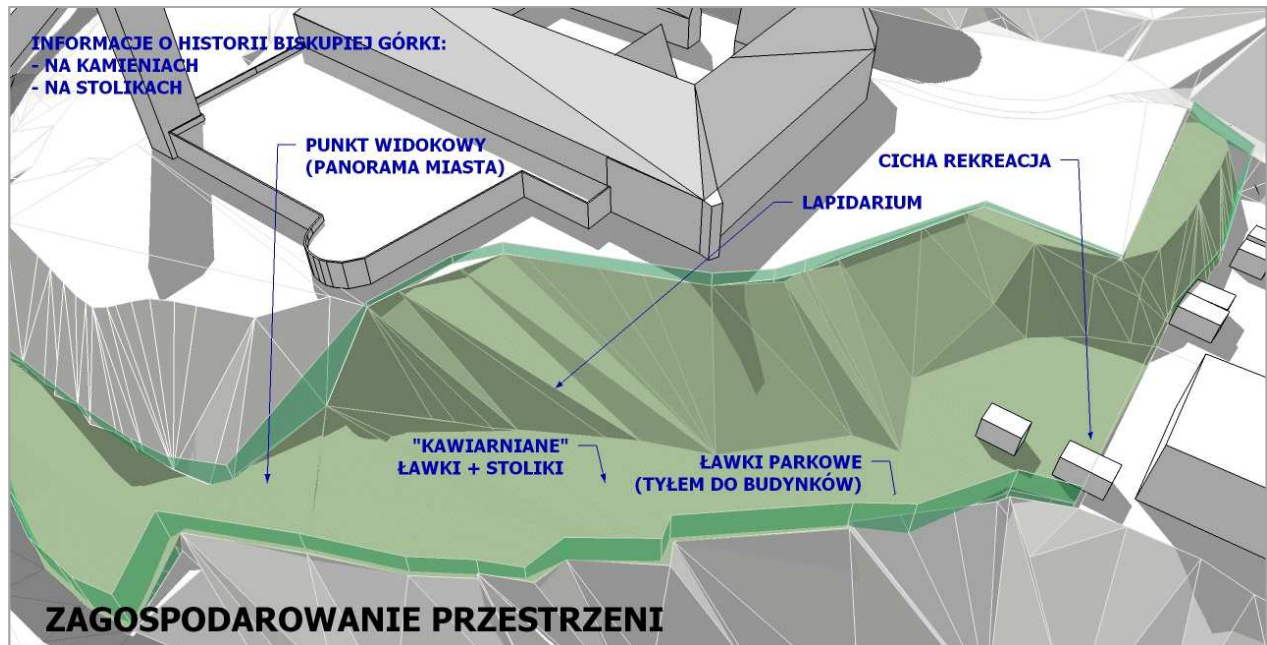 INFORMACJE O HISTORII BISKUPIEJ GÓRKI:
- NA KAMIENIACH
- NA STOLIKACH
PUNKT WIDOKOWY
(PANORAMA MIASTA)
CICHA REKREACJA
LAPIDARIUM
"KAWIARNIANE"
ŁAWKI + STOLIKI
ŁAWKI PARKOWE
(TYŁEM DO BUDYNKÓW)
ZAGOSPODAROWANIE PRZESTRZENI